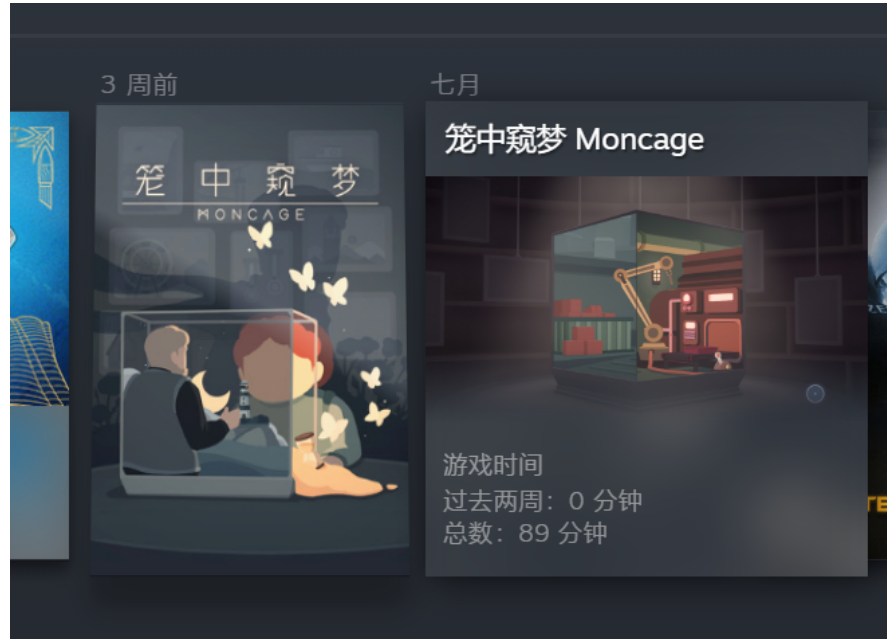 3 周前
七月
笼中窥梦
MONCAGE
笼中窥梦 Moncage
游戏时间
过去两周：0 分钟
总数：89 分钟